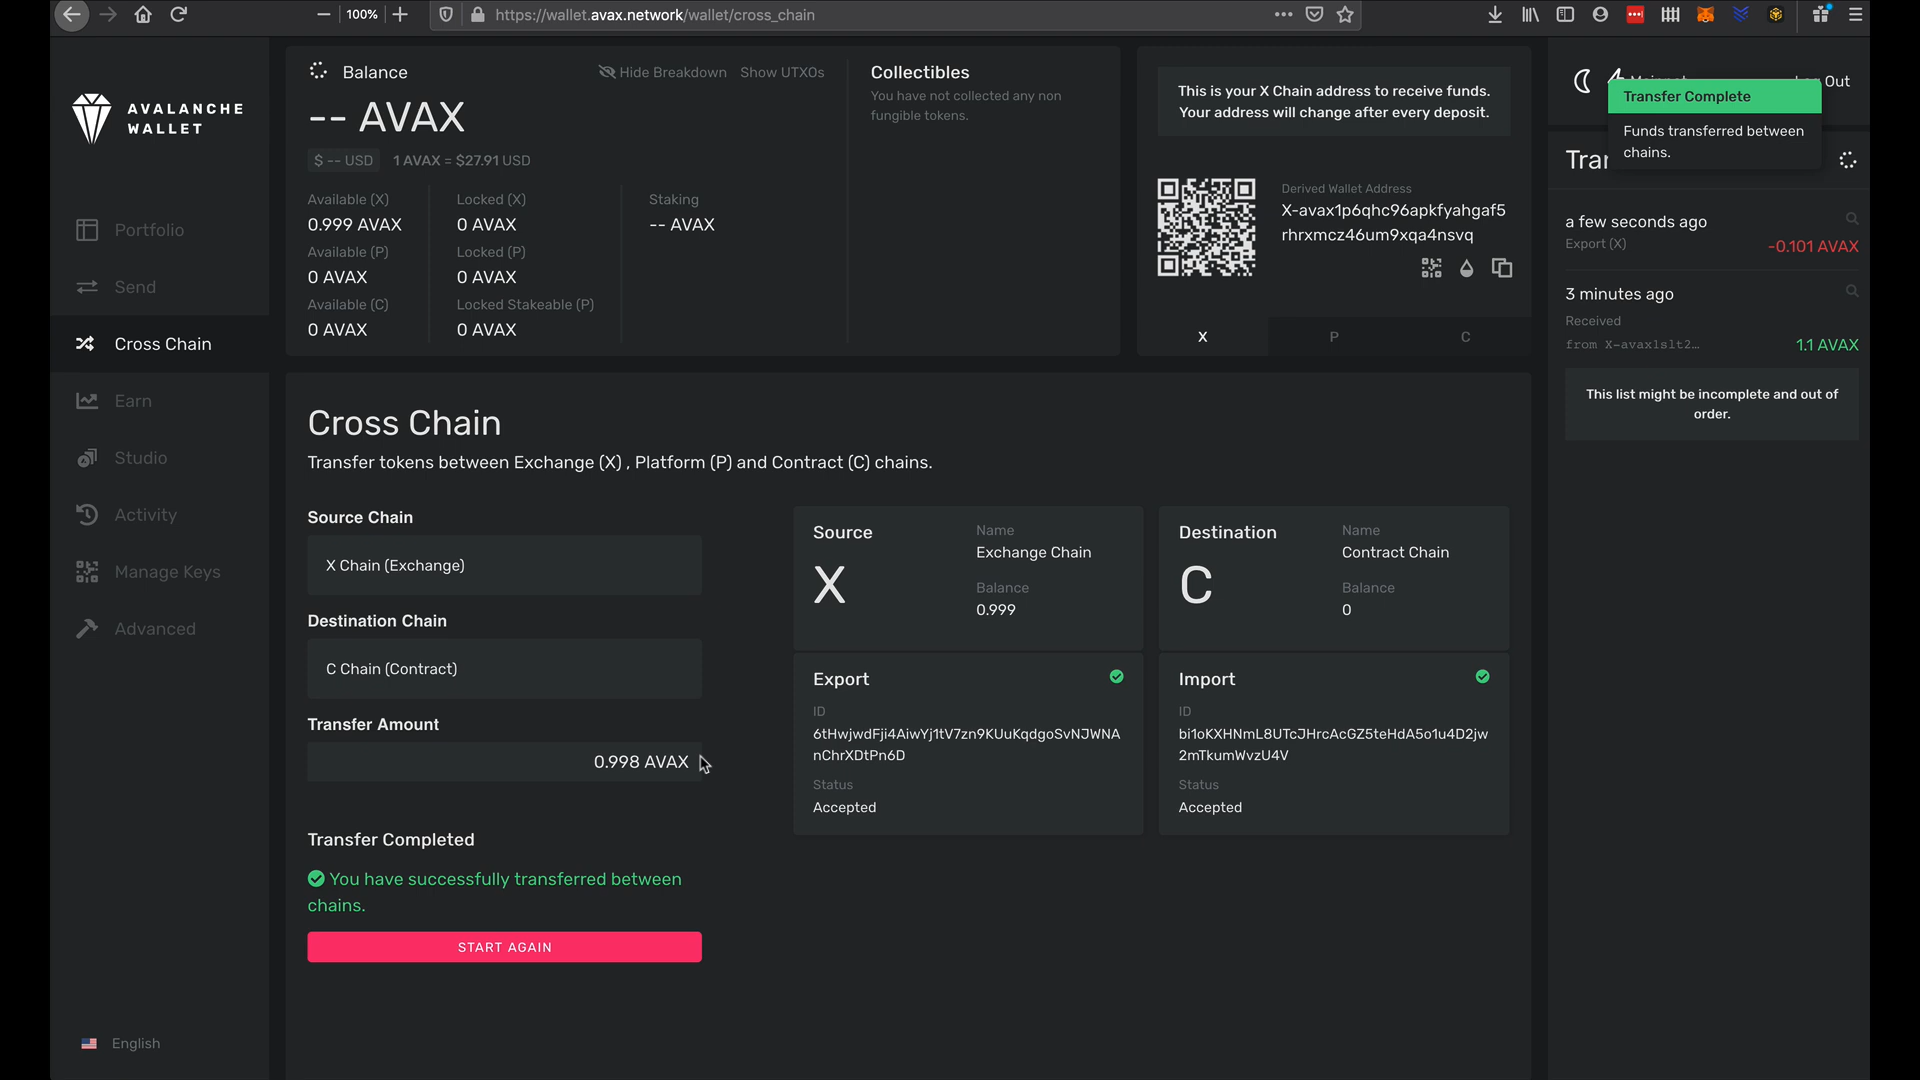 100%
https://wallet.avax.network/wallet/cross_chain
AVALANCHE
WALLET
Portfolio
Send
Cross Chain
Earn
Studio
Activity
Manage Keys
Advanced
English
Balance
Hide Breakdown
Show UTXOs
-- AVAX
$ -- USD
1 AVAX = $27.91 USD
Available (X)
0.999 AVAX
Available (P)
0 AVAX
Available (C)
0 AVAX
Locked (X)
0 AVAX
Locked (P)
0 AVAX
Locked Stakeable (P)
0 AVAX
Staking
-- AVAX
Collectibles
You have not collected any non
fungible tokens.
This is your X Chain address to receive funds.
Your address will change after every deposit.
Derived Wallet Address
X-avax1p6qhc96apkfyahgaf5
rhrxmcz46um9xqa4nsvq
X
P
C
Cross Chain
Transfer tokens between Exchange (X) , Platform (P) and Contract (C) chains.
Source Chain
X Chain (Exchange)
Destination Chain
C Chain (Contract)
Transfer Amount
0.998 AVAX
Transfer Completed
You have successfully transferred between
chains.
START AGAIN
Source
X
Name
Exchange Chain
Balance
0.999
Destination
C
Name
Contract Chain
Balance
0
Export
ID
6tHwjwdFji4AiwYj1tV7zn9KUuKqdgoSvNJWNA
nChrXDtPn6D
Status
Accepted
Import
ID
bi1oKXHNmL8UTcJHrcAcGZ5teHdA5o1u4D2jw
2mTkumWvzU4V
Status
Accepted
Out
Transfer Complete
Funds transferred between
chains.
a few seconds ago
Export (X)
-0.101 AVAX
3 minutes ago
Received
from X-avax1slt2…
1.1 AVAX
This list might be incomplete and out of
order.